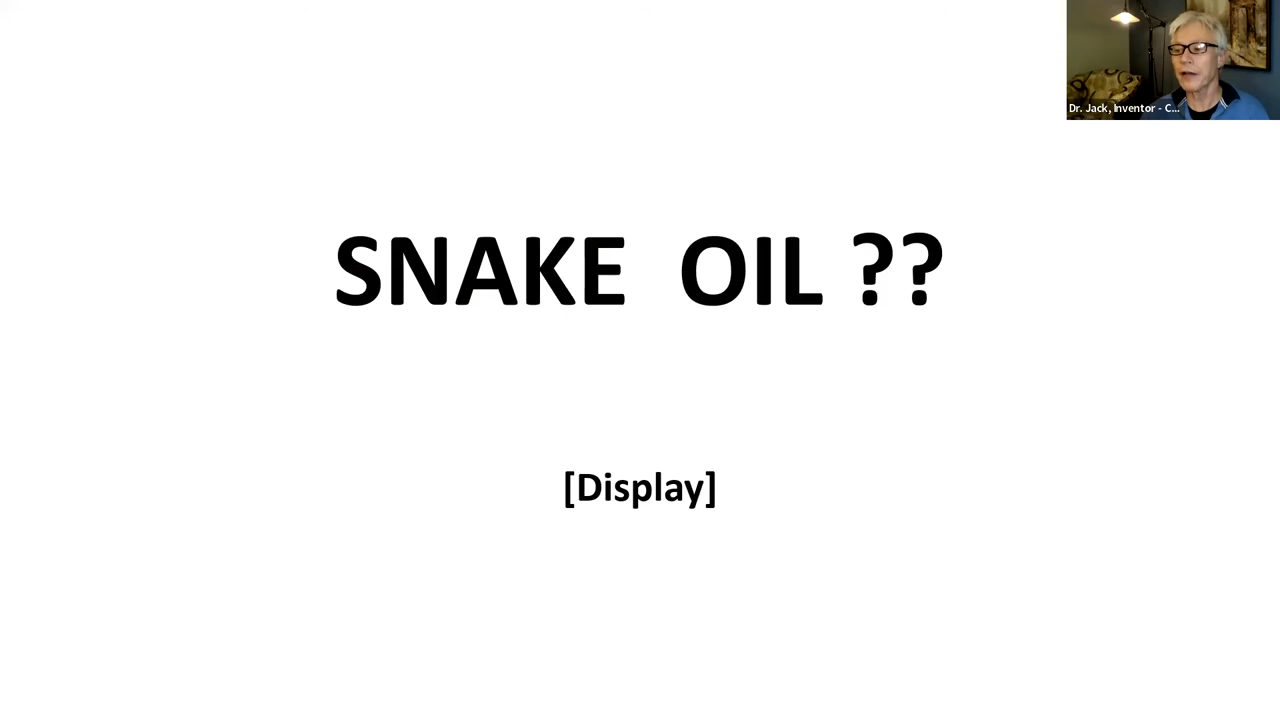 Dr. Jack, Inventor - C...
SNAKE OIL ??
[Display]